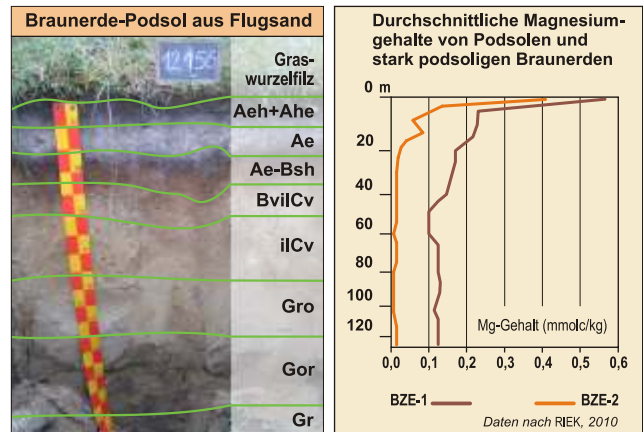 Braunerde-Podsol aus Flugsand
12156
Gras-
wurzelfilz
Aeh+Ahe
Ae
Ae-Bsh
BvilCv
ilCv
Gro
Gor
Gr
Durchschnittliche Magnesium-
gehalte von Podsolen und
stark podsoligen Braunerden
0 m
20
40
60
80
100
120
Mg-Gehalt (mmolc/kg)
0,0 0,1 0,2 0,3 0,4 0,5 0,6
BZE-1 BZE-2
Daten nach RIEK, 2010